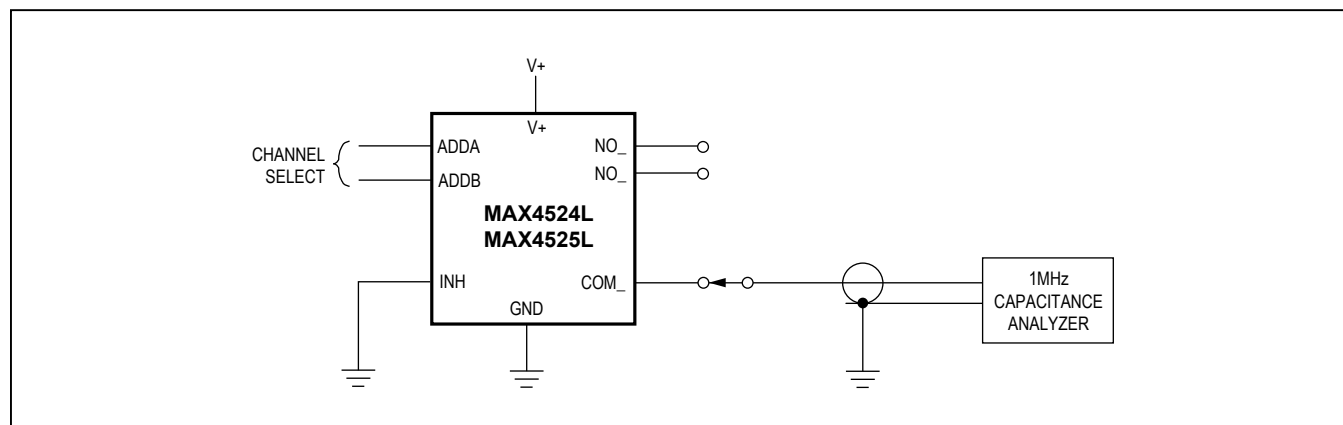 V+
V+
CHANNEL
SELECT
ADDA
ADDB
NO_
NO_
MAX4524L
MAX4525L
INH
COM_
GND
1MHz
CAPACITANCE
ANALYZER